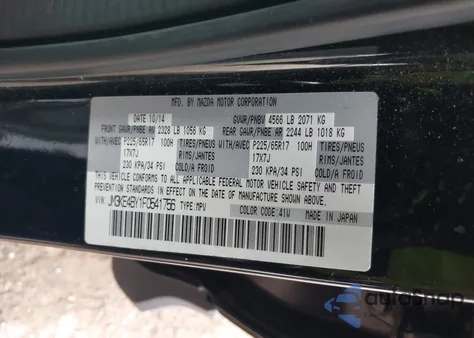 MFD. BY MAZDA MOTOR CORPORATION
DATE 10/14 GVWR/PNBV 4566 LB 2071 KG
FRONT GAWR/PNBE AV 2328 LB 1056 KG REAR GAWR/PNBE AR 2244 LB 1018 KG
WITH/AVEC P225/65R17 100H TIRES/PNEUS WITH/AVEC P225/65R17 100H TIRES/PNEUS
17X7J RIMS/JANTES 17X7J RIMS/JANTES
230 KPA/34 PSI COLD/A FROID 230 KPA/34 PSI COLD/A FROID
THIS VEHICLE CONFORMS TO ALL APPLICABLE FEDERAL MOTOR VEHICLE SAFETY, BUMPER, AND THEFT
PREVENTION STANDARDS IN EFFECT ON THE DATE OF MANUFACTURE SHOWN ABOVE.
JM3KE4BY1F0541756 TYPE:MPV
COLOR CODE:41W MADE IN JAPAN
autoshop